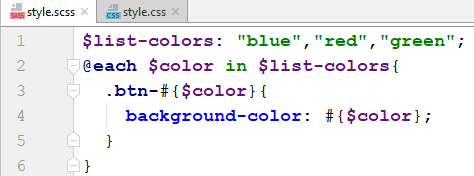 style.scss × style.css ×
1 $list-colors: "blue","red","green";
2 @each $color in $list-colors{
3 .btn-#{$color}{
4 background-color: #{$color};
5 }
6 }